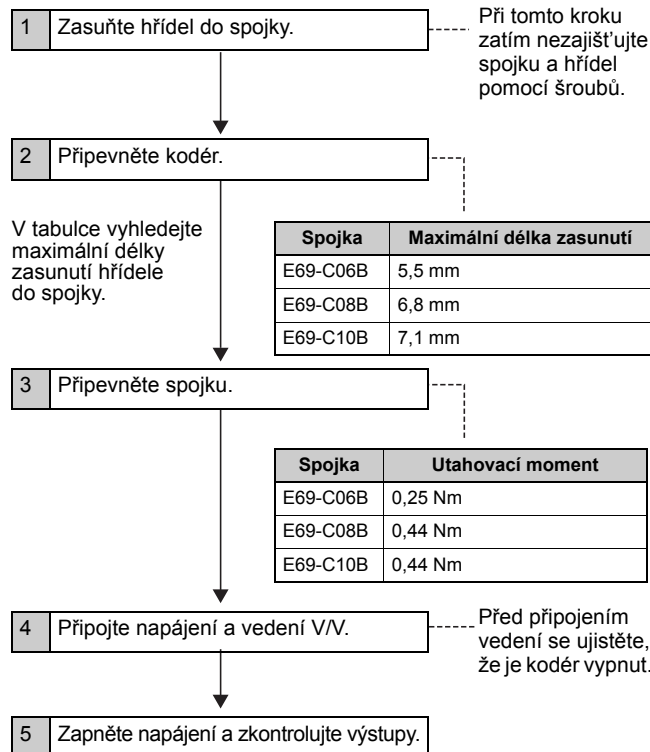 1 Zasuňte hřídel do spojky.
Při tomto kroku
zatím nezajišt'ujte
spojku a hřídel
pomocí šroubů.
2 Připevněte kodér.
V tabulce vyhledejte
maximální délky
zasunutí hřídele
do spojky.
Spojka Maximální délka zasunutí
E69-C06B 5,5 mm
E69-C08B 6,8 mm
E69-C10B 7,1 mm
3 Připevněte spojku.
Spojka Utahovací moment
E69-C06B 0,25 Nm
E69-C08B 0,44 Nm
E69-C10B 0,44 Nm
4 Připojte napájení a vedení V/V.
Před připojením
vedení se ujistěte,
že je kodér vypnut.
5 Zapněte napájení a zkontrolujte výstupy.